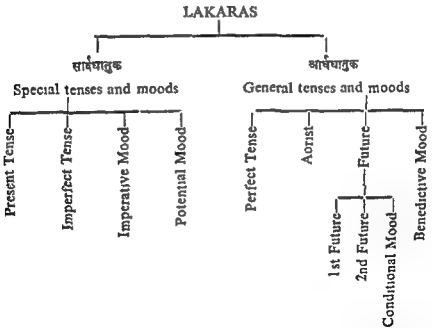 LAKARAS
सार्वधातुक
Special tenses and moods
आर्धधातुक
General tenses and moods
Present Tense
Imperfect Tense
Imperative Mood
Potential Mood
Perfect Tense
Aorist
Future
Benedictive Mood
1st Future
2nd Future
Conditional Mood